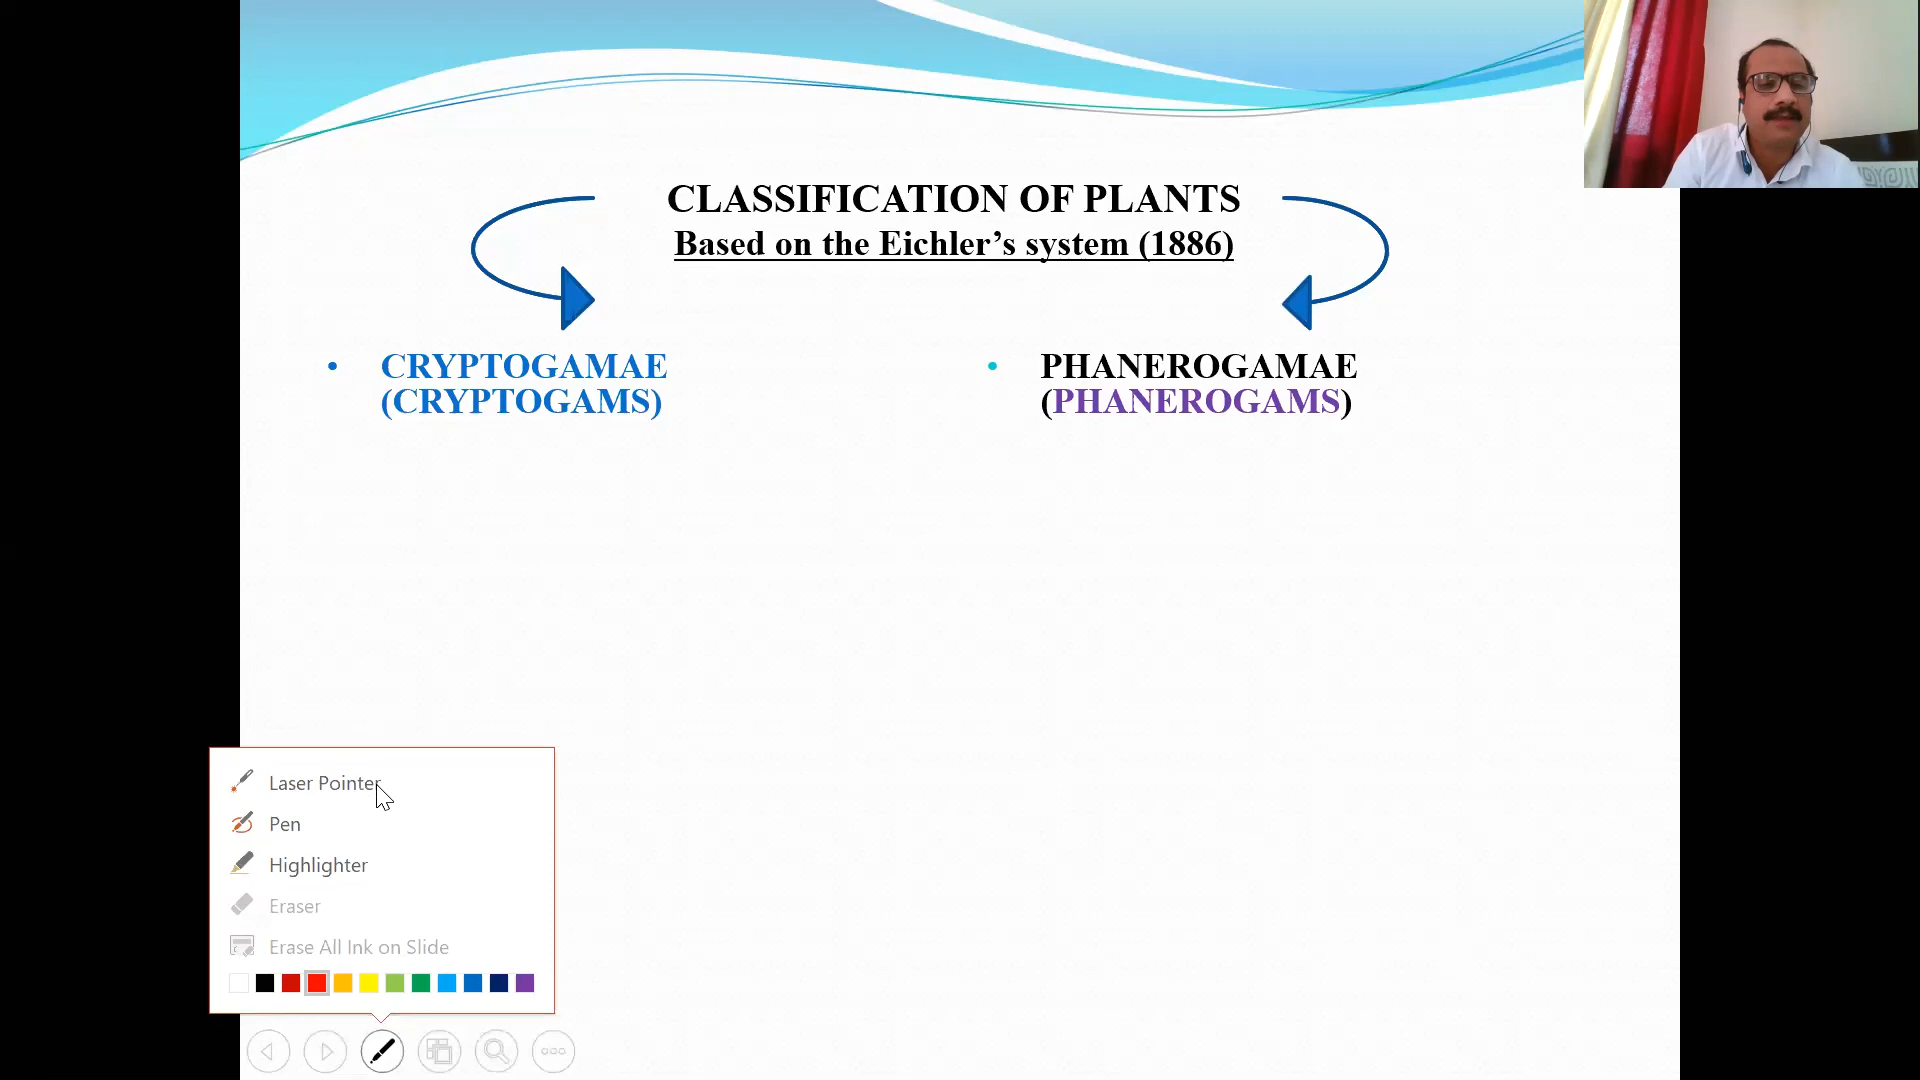 CLASSIFICATION OF PLANTS
Based on the Eichler’s system (1886)
• CRYPTOGAMAE
(CRYPTOGAMS)
• PHANEROGAMAE
(PHANEROGAMS)
Laser Pointer
Pen
Highlighter
Eraser
Erase All Ink on Slide